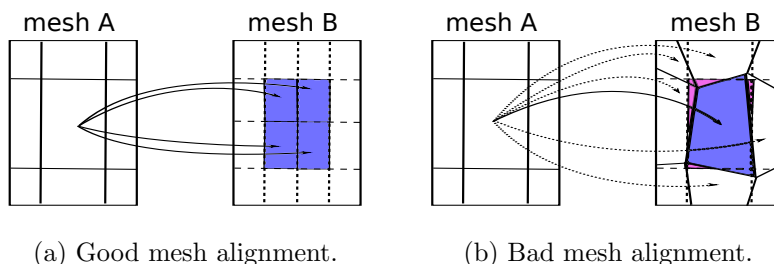 mesh A
mesh B
mesh A
mesh B
(a) Good mesh alignment.
(b) Bad mesh alignment.